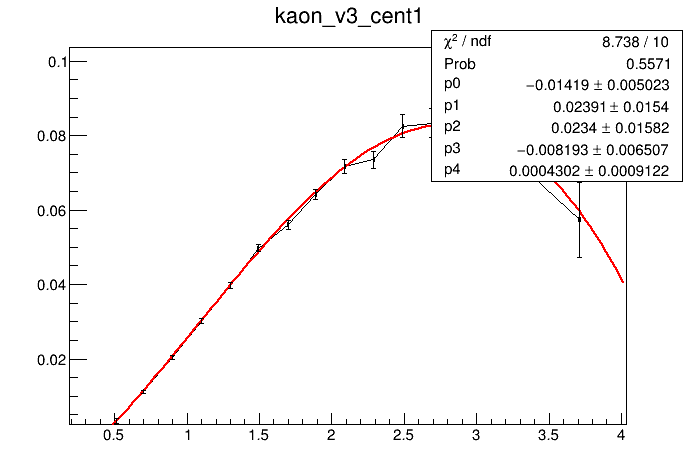 kaon_v3_cent1
χ² / ndf 8.738 / 10
Prob 0.5571
p0 −0.01419 ± 0.005023
p1 0.02391 ± 0.0154
p2 0.0234 ± 0.01582
p3 −0.008193 ± 0.006507
p4 0.0004302 ± 0.0009122
0.1
0.08
0.06
0.04
0.02
0.5 1 1.5 2 2.5 3 3.5 4